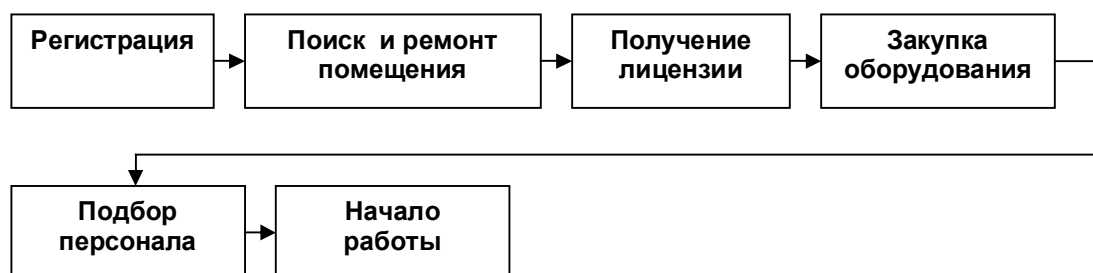 Регистрация
Поиск и ремонт
помещения
Получение
лицензии
Закупка
оборудования
Подбор
персонала
Начало
работы